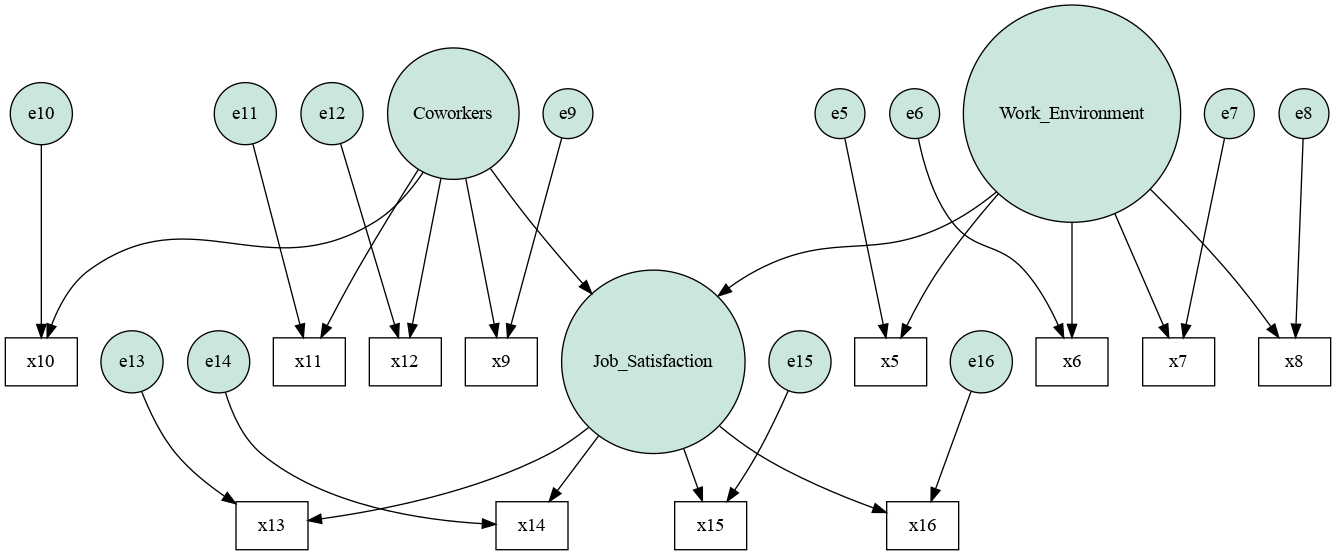 e10
e11
e12
Coworkers
e9
e5
e6
Work_Environment
e7
e8
x10
e13
e14
x11
x12
x9
Job_Satisfaction
e15
x5
e16
x6
x7
x8
x13
x14
x15
x16